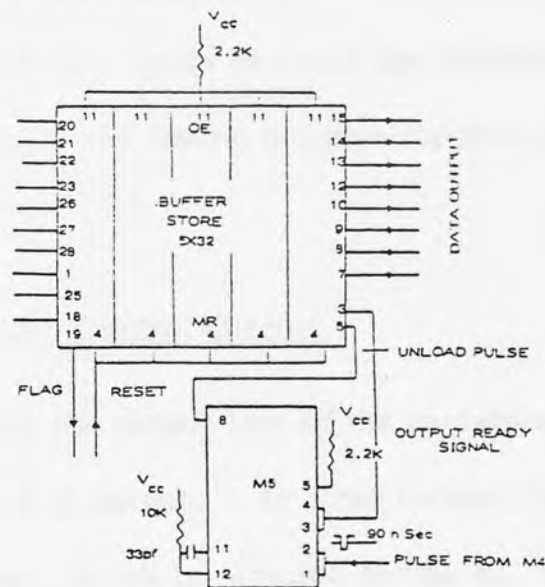 Vcc
2.2K
11 11 11 11 11
OE
20 15
21 14
22 13
23 12
26 10
27 9
28 8
1 7
25 3
18 5
19
BUFFER
STORE
5X32
MR
4 4 4 4 4
DATA OUTPUT
FLAG
RESET
UNLOAD PULSE
OUTPUT READY
SIGNAL
Vcc
2.2K
8
M5
5
4
3
2
1
90 n Sec
PULSE FROM M4
Vcc
10K
33pf
11
12